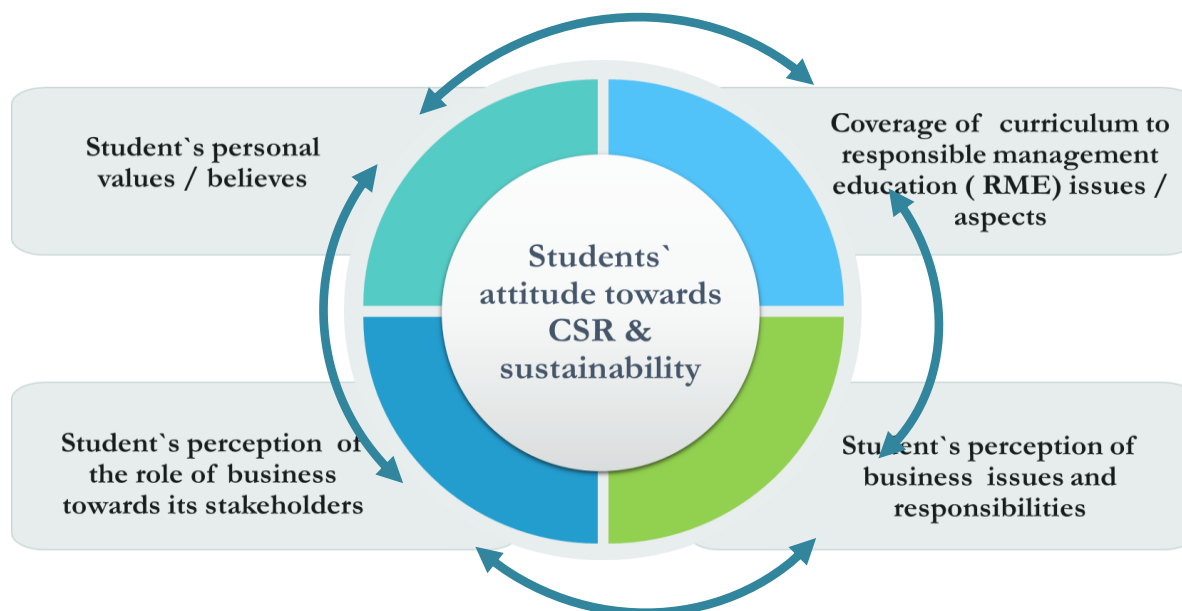 Student`s personal
values / believes
Coverage of curriculum to
responsible management
education ( RME) issues /
aspects
Students`
attitude towards
CSR &
sustainability
Student`s perception of
the role of business
towards its stakeholders
Student`s perception of
business issues and
responsibilities